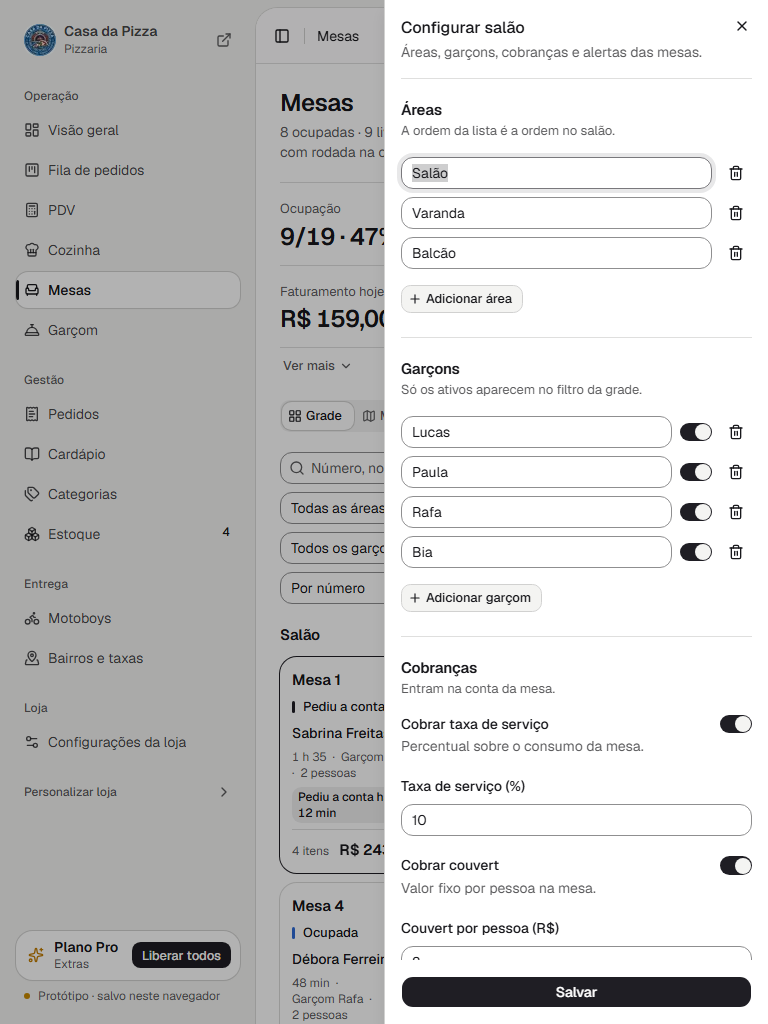 Casa da Pizza
Pizzaria
Operação
Visão geral
Fila de pedidos
PDV
Cozinha
Mesas
Garçom
Gestão
Pedidos
Cardápio
Categorias
Estoque
4
Entrega
Motoboys
Bairros e taxas
Loja
Configurações da loja
Personalizar loja
Plano Pro
Extras
Liberar todos
Protótipo · salvo neste navegador
Mesas
Mesas
8 ocupadas · 9 li
com rodada na
Ocupação
9/19 · 47%
Faturamento hoje
R$ 159,00
Ver mais
Grade
Número, no
Todas as áreas
Todos os garço
Por número
Salão
Mesa 1
Pediu a conta
Sabrina Freita
1 h 35 · Garçom
· 2 pessoas
Pediu a conta h
12 min
4 itens R$ 243
Mesa 4
Ocupada
Débora Ferrein
48 min ·
Garçom Rafa ·
2 pessoas
Configurar salão
Áreas, garçons, cobranças e alertas das mesas.
Áreas
A ordem da lista é a ordem no salão.
Salão
Varanda
Balcão
Adicionar área
Garçons
Só os ativos aparecem no filtro da grade.
Lucas
Paula
Rafa
Bia
Adicionar garçom
Cobranças
Entram na conta da mesa.
Cobrar taxa de serviço
Percentual sobre o consumo da mesa.
Taxa de serviço (%)
10
Cobrar couvert
Valor fixo por pessoa na mesa.
Couvert por pessoa (R$)
Salvar